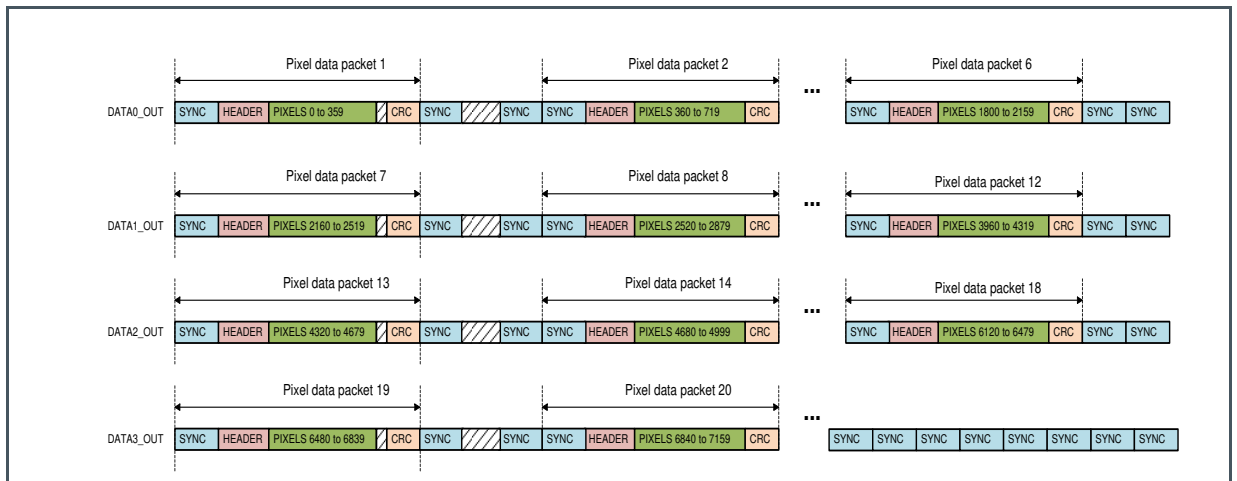 Pixel data packet 1 Pixel data packet 2 ... Pixel data packet 6
DATA0_OUT SYNC HEADER PIXELS 0 to 359 CRC SYNC SYNC SYNC HEADER PIXELS 360 to 719 CRC SYNC HEADER PIXELS 1800 to 2159 CRC SYNC SYNC
Pixel data packet 7 Pixel data packet 8 ... Pixel data packet 12
DATA1_OUT SYNC HEADER PIXELS 2160 to 2519 CRC SYNC SYNC SYNC HEADER PIXELS 2520 to 2879 CRC SYNC HEADER PIXELS 3960 to 4319 CRC SYNC SYNC
Pixel data packet 13 Pixel data packet 14 ... Pixel data packet 18
DATA2_OUT SYNC HEADER PIXELS 4320 to 4679 CRC SYNC SYNC SYNC HEADER PIXELS 4680 to 4999 CRC SYNC HEADER PIXELS 6120 to 6479 CRC SYNC SYNC
Pixel data packet 19 Pixel data packet 20 ...
DATA3_OUT SYNC HEADER PIXELS 6480 to 6839 CRC SYNC SYNC SYNC HEADER PIXELS 6840 to 7159 CRC SYNC SYNC SYNC SYNC SYNC SYNC SYNC SYNC